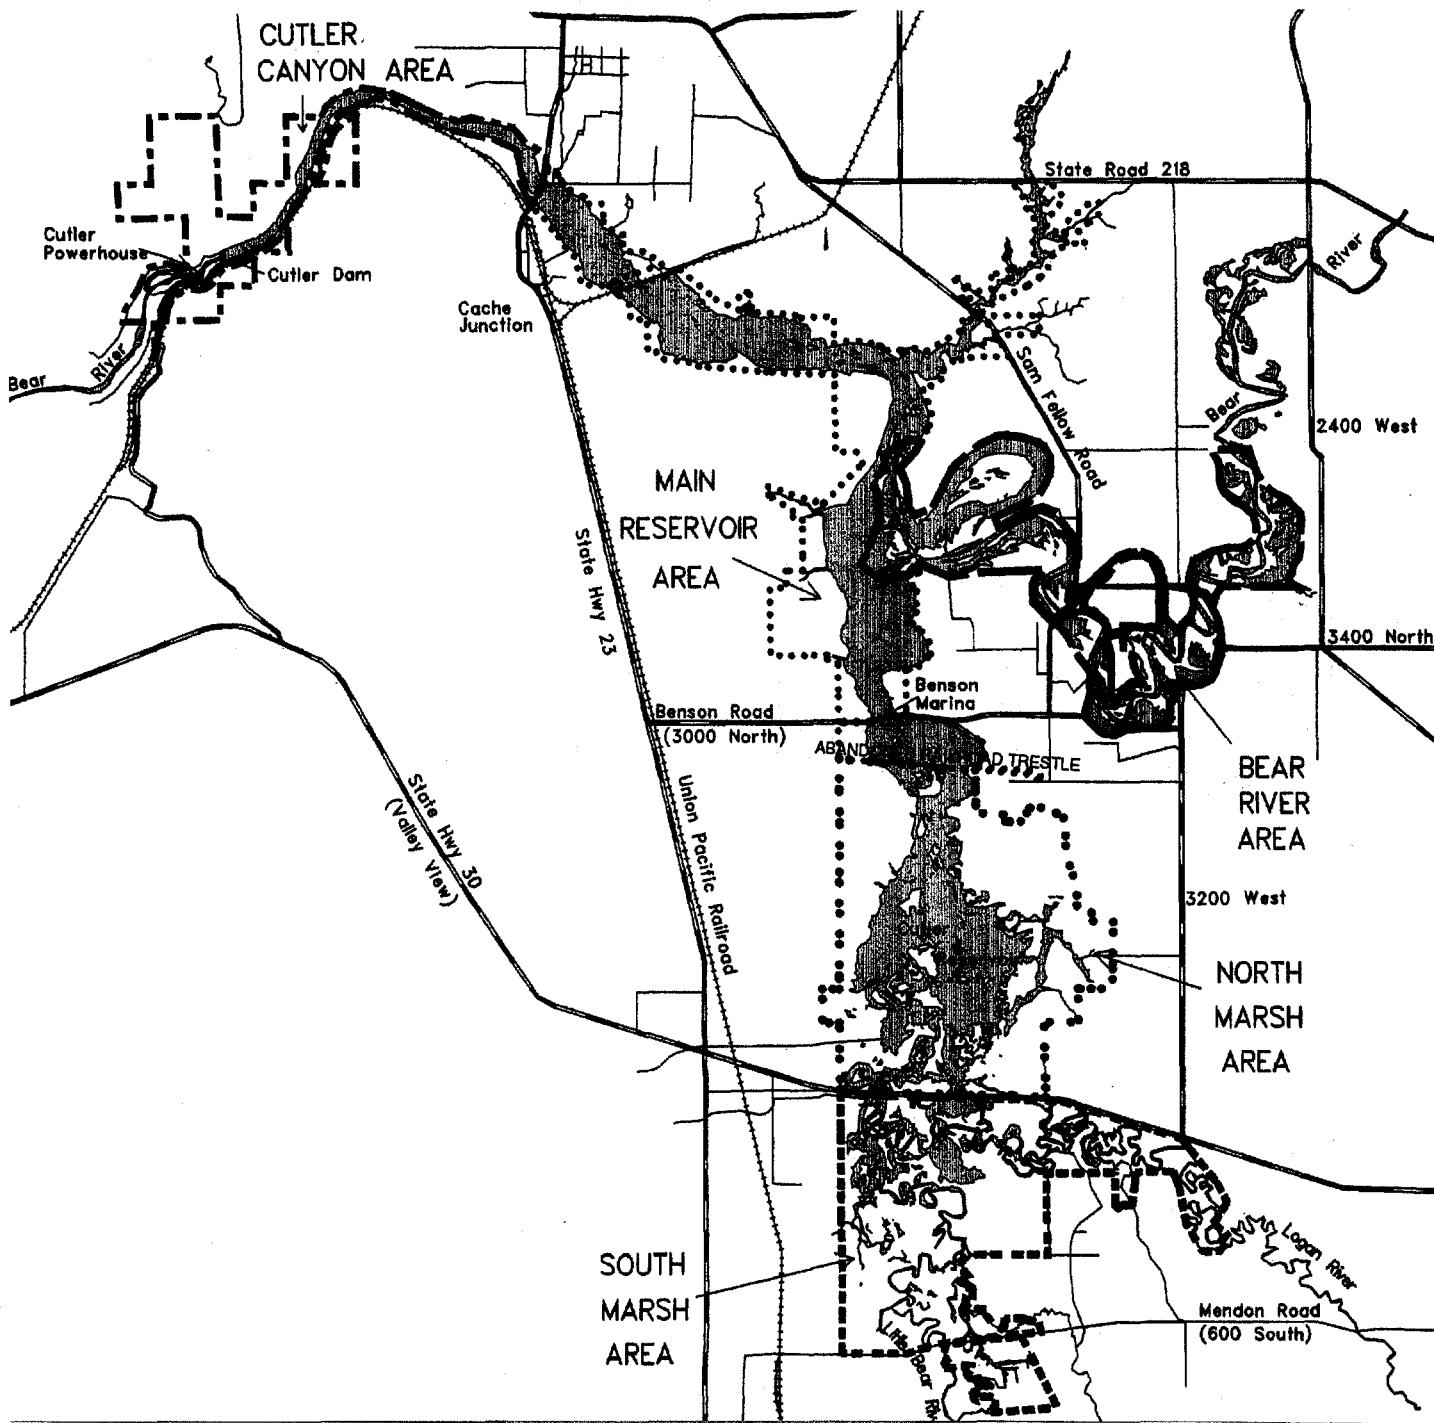 CUTLER
CANYON AREA
State Road 218
Cutler
Powerhouse
Cutler Dam
River
Cache
Junction
Bear
River
Sam Fellow Road
Bear
2400 West
MAIN
RESERVOIR
AREA
State Hwy 23
3400 North
Benson
Marina
Benson Road
(3000 North)
TRESTLE
BEAR
RIVER
AREA
State Hwy 30
(Valley View)
Union Pacific Railroad
3200 West
NORTH
MARSH
AREA
SOUTH
MARSH
AREA
Logan River
Mendon Road
(600 South)
Little Bear